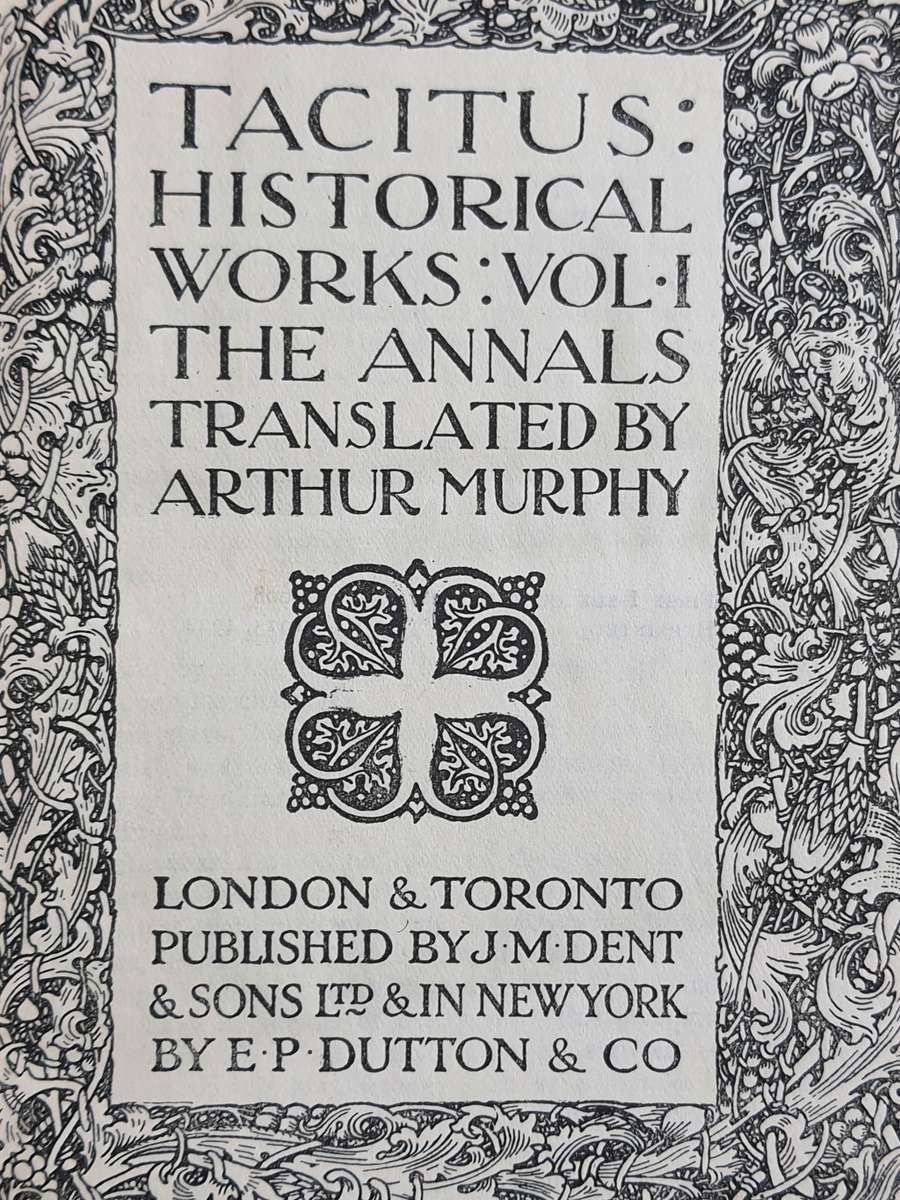 TACITUS:
HISTORICAL
WORKS: VOL·I
THE ANNALS
TRANSLATED BY
ARTHUR MURPHY
LONDON & TORONTO
PUBLISHED BY J·M·DENT
& SONS LTD & IN NEW YORK
BY E·P·DUTTON & CO